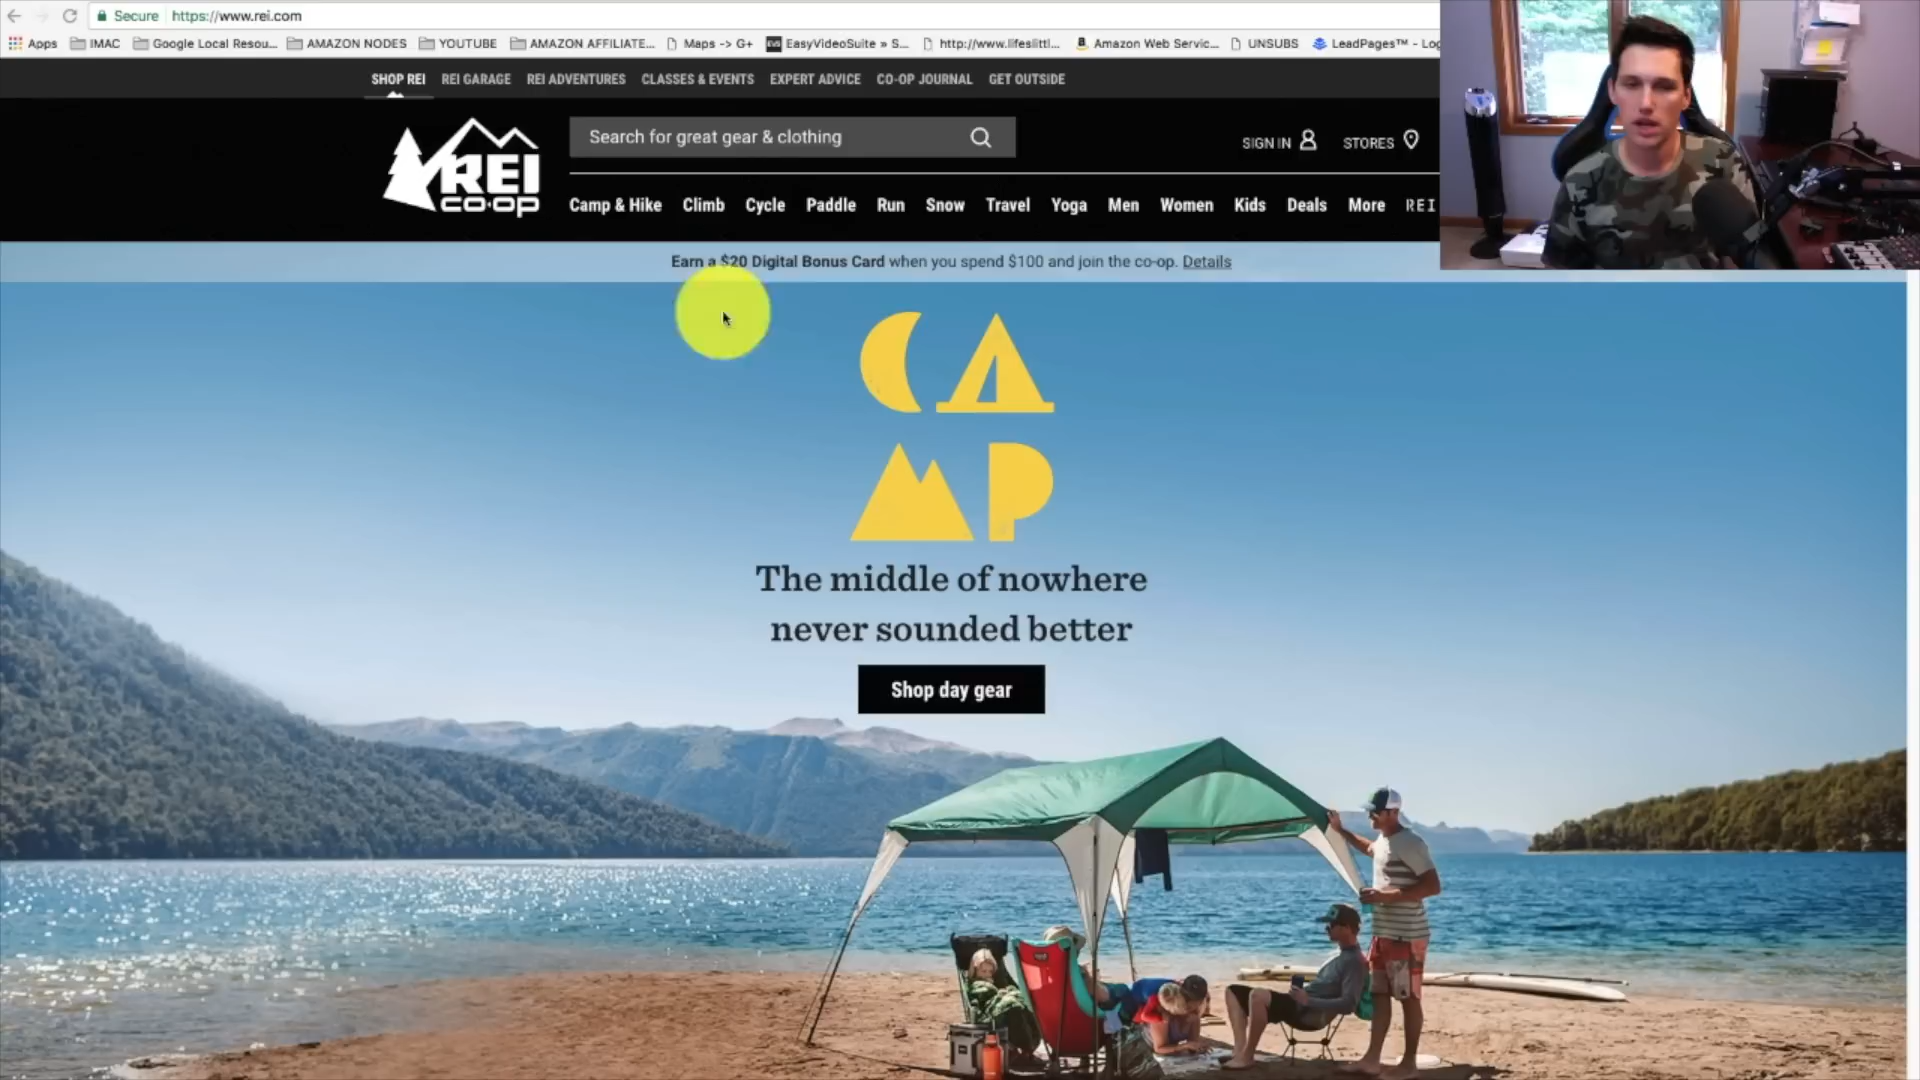 Secure https://www.rei.com
Apps IMAC Google Local Resou... AMAZON NODES YOUTUBE AMAZON AFFILIATE... Maps -> G+ EVS EasyVideoSuite » S... http://www.lifeslittl... Amazon Web Servic... UNSUBS LeadPages™ - Log
SHOP REI REI GARAGE REI ADVENTURES CLASSES & EVENTS EXPERT ADVICE CO-OP JOURNAL GET OUTSIDE
REI
CO·OP
Search for great gear & clothing
SIGN IN STORES
Camp & Hike Climb Cycle Paddle Run Snow Travel Yoga Men Women Kids Deals More REI
Earn a $20 Digital Bonus Card when you spend $100 and join the co-op. Details
CA
MP
The middle of nowhere
never sounded better
Shop day gear